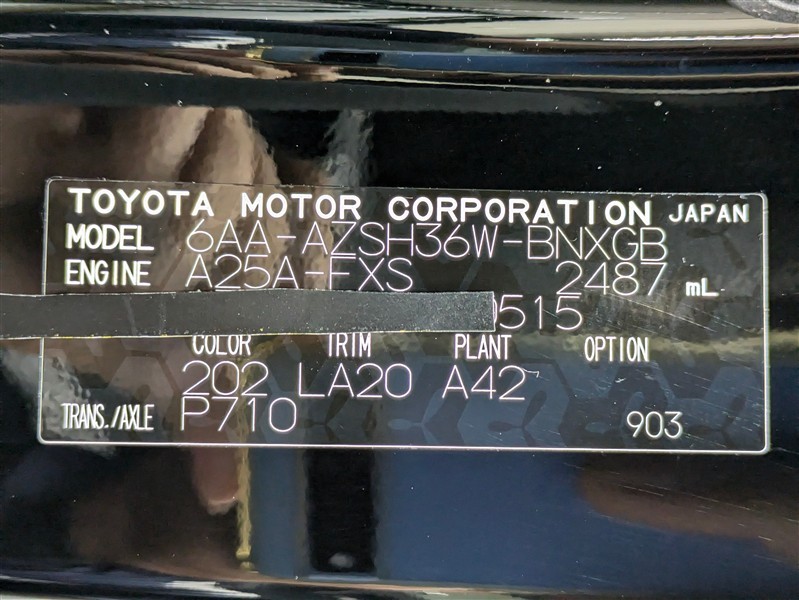 TOYOTA MOTOR CORPORATION JAPAN
MODEL 6AA-AZSH36W-BNXGB
ENGINE A25A-FXS 2487 mL
0515
COLOR TRIM PLANT OPTION
202 LA20 A42
TRANS./AXLE P710 903